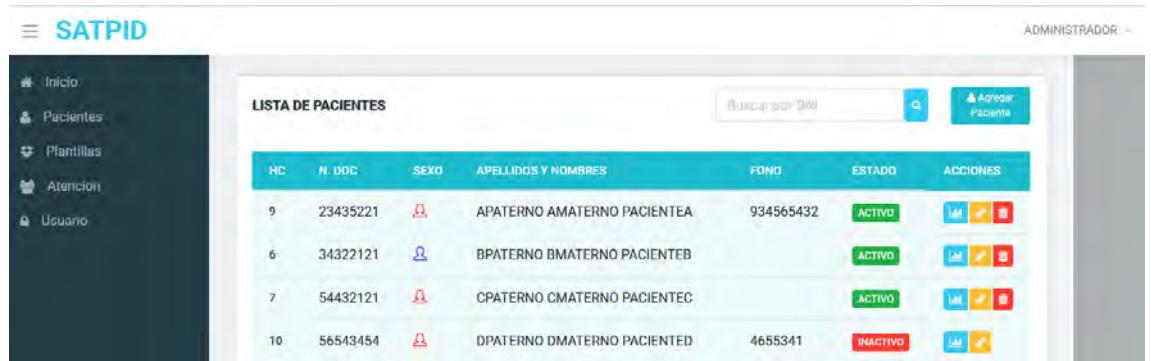 SATPID
ADMINISTRADOR
Inicio
Pacientes
Plantillas
Atencion
Usuario
LISTA DE PACIENTES
Buscar por DNI
Agregar
Paciente
HC N. DOC SEXO APELLIDOS Y NOMBRES FONO ESTADO ACCIONES
9 23435221 APATERNO AMATERNO PACIENTEA 934565432 ACTIVO
6 34322121 BPATERNO BMATERNO PACIENTEB ACTIVO
7 54432121 CPATERNO CMATERNO PACIENTEC ACTIVO
10 56543454 DPATERNO DMATERNO PACIENTED 4655341 INACTIVO